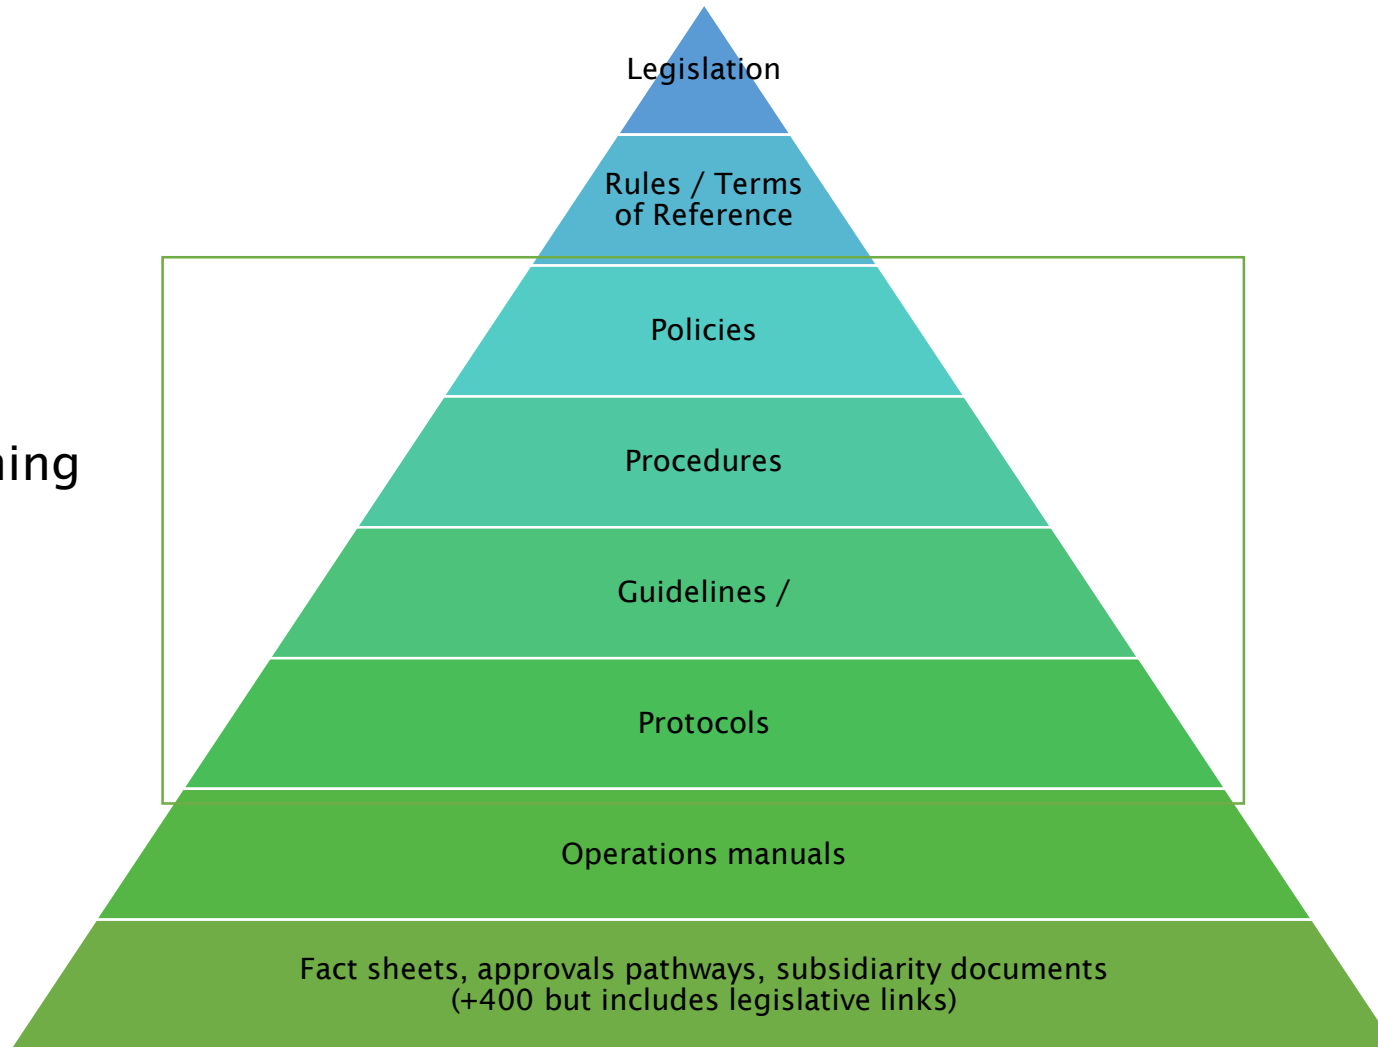 Legislation
Rules / Terms
of Reference
Policies
Procedures
ning
Guidelines /
Protocols
Operations manuals
Fact sheets, approvals pathways, subsidiarity documents
(+400 but includes legislative links)